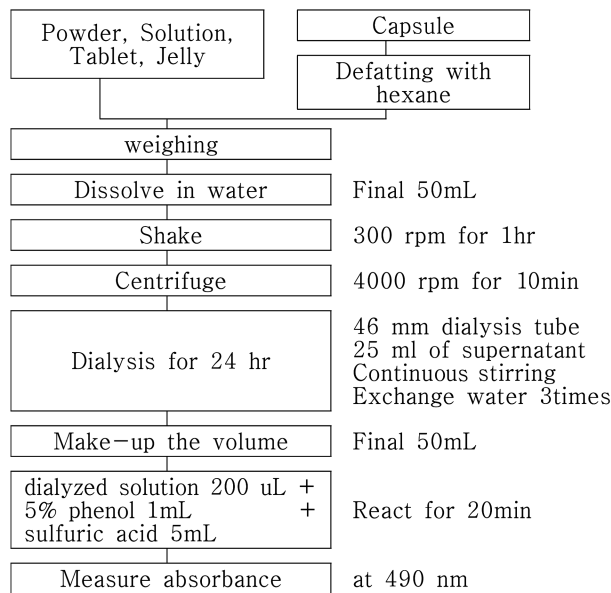 Powder, Solution,
Tablet, Jelly
Capsule
Defatting with
hexane
weighing
Dissolve in water
Final 50mL
Shake
300 rpm for 1hr
Centrifuge
4000 rpm for 10min
Dialysis for 24 hr
46 mm dialysis tube
25 ml of supernatant
Continuous stirring
Exchange water 3times
Make-up the volume
Final 50mL
dialyzed solution 200 uL +
5% phenol 1mL +
sulfuric acid 5mL
React for 20min
Measure absorbance
at 490 nm